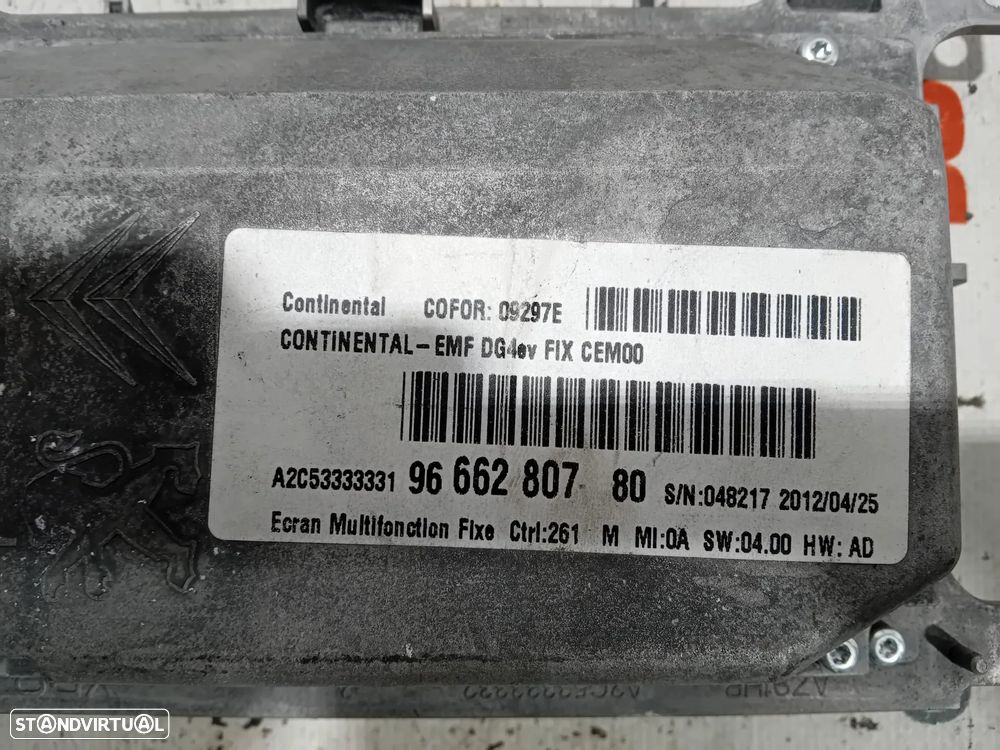 Continental COFOR: 09297E
CONTINENTAL-EMF DG4ev FIX CEM00
A2C53333331 96 662 807 80 S/N:048217 2012/04/25
Ecran Multifonction Fixe Ctrl:261 M MI:0A SW:04.00 HW: AD
STANDVIRTUAL